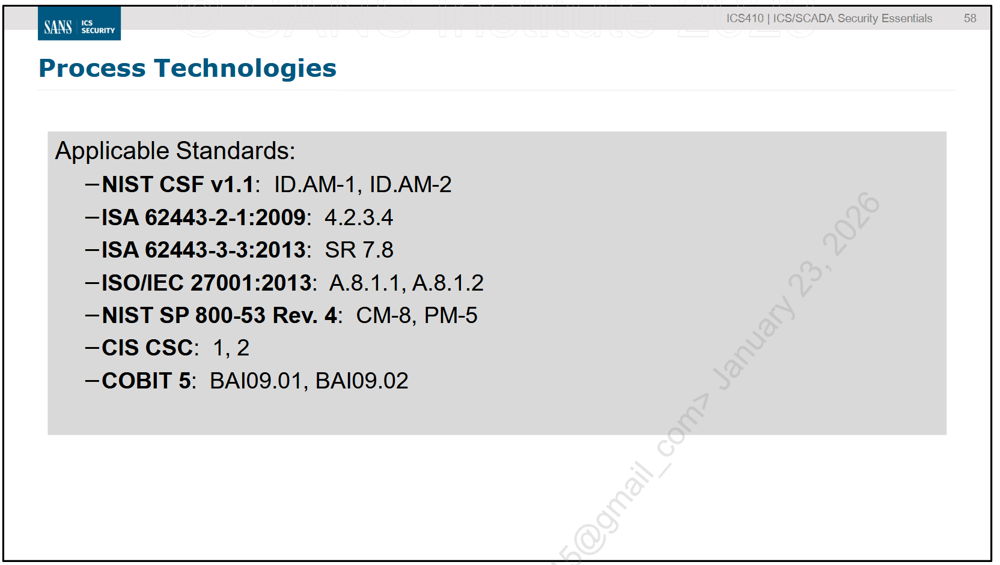 © SANS Institute 2026
SANS | ICS SECURITY
ICS410 | ICS/SCADA Security Essentials 58
Process Technologies
Applicable Standards:
–NIST CSF v1.1: ID.AM-1, ID.AM-2
–ISA 62443-2-1:2009: 4.2.3.4
–ISA 62443-3-3:2013: SR 7.8
–ISO/IEC 27001:2013: A.8.1.1, A.8.1.2
–NIST SP 800-53 Rev. 4: CM-8, PM-5
–CIS CSC: 1, 2
–COBIT 5: BAI09.01, BAI09.02
5@gmail_com> January 23, 2026